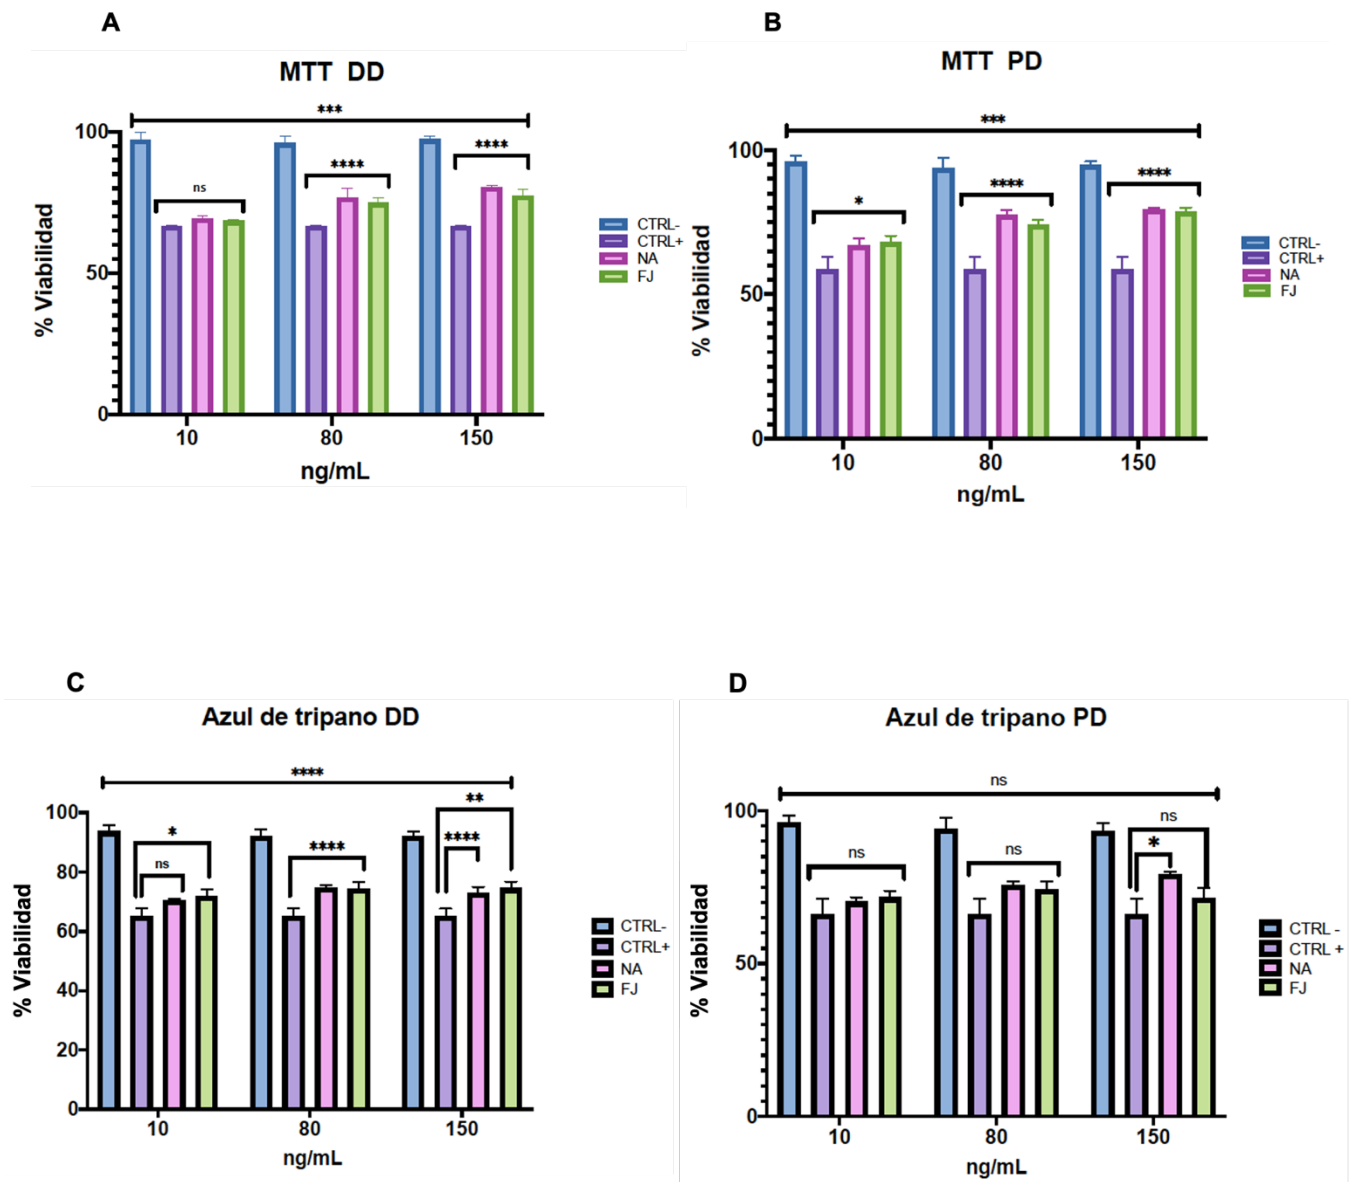 A
MTT DD
***
100
50
0
% Viabilidad
ns
****
****
10
80
150
ng/mL
CTRL-
CTRL+
NA
FJ
B
MTT PD
***
100
50
0
% Viabilidad
*
****
****
10
80
150
ng/mL
CTRL-
CTRL+
NA
FJ
C
Azul de tripano DD
****
100
80
60
40
20
0
% Viabilidad
*
ns
****
**
****
10
80
150
ng/mL
CTRL-
CTRL+
NA
FJ
D
Azul de tripano PD
ns
100
50
0
% Viabilidad
ns
ns
ns
*
10
80
150
ng/mL
CTRL -
CTRL +
NA
FJ